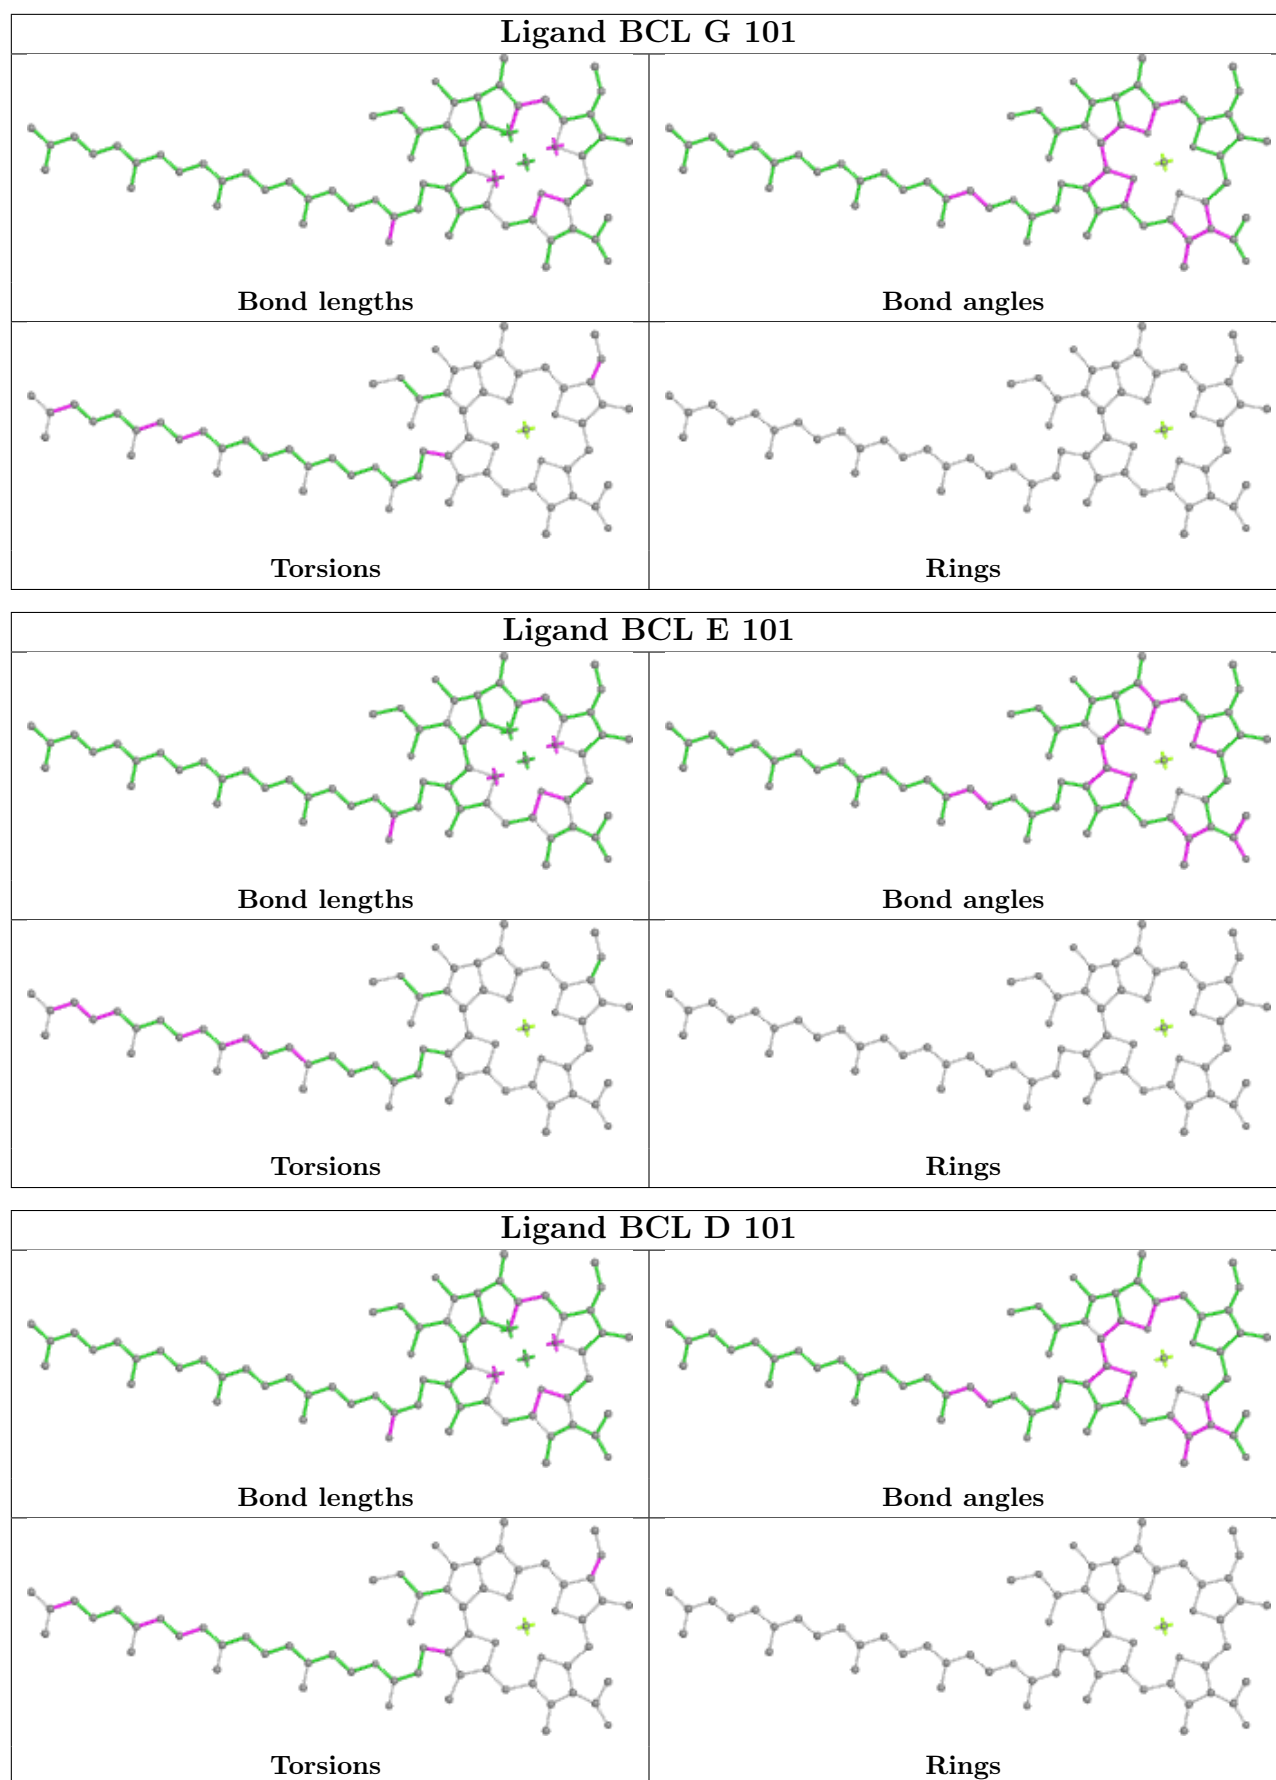 Ligand BCL G 101
Bond lengths
Bond angles
Torsions
Rings
Ligand BCL E 101
Bond lengths
Bond angles
Torsions
Rings
Ligand BCL D 101
Bond lengths
Bond angles
Torsions
Rings